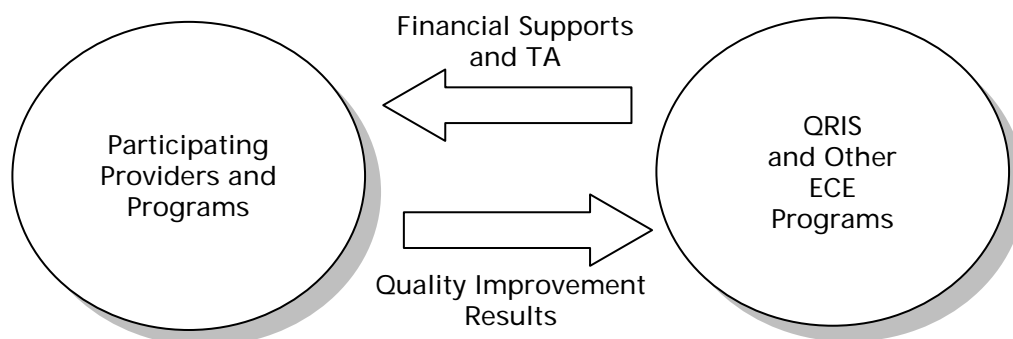 Financial Supports
and TA
Participating
Providers and
Programs
QRIS
and Other
ECE
Programs
Quality Improvement
Results